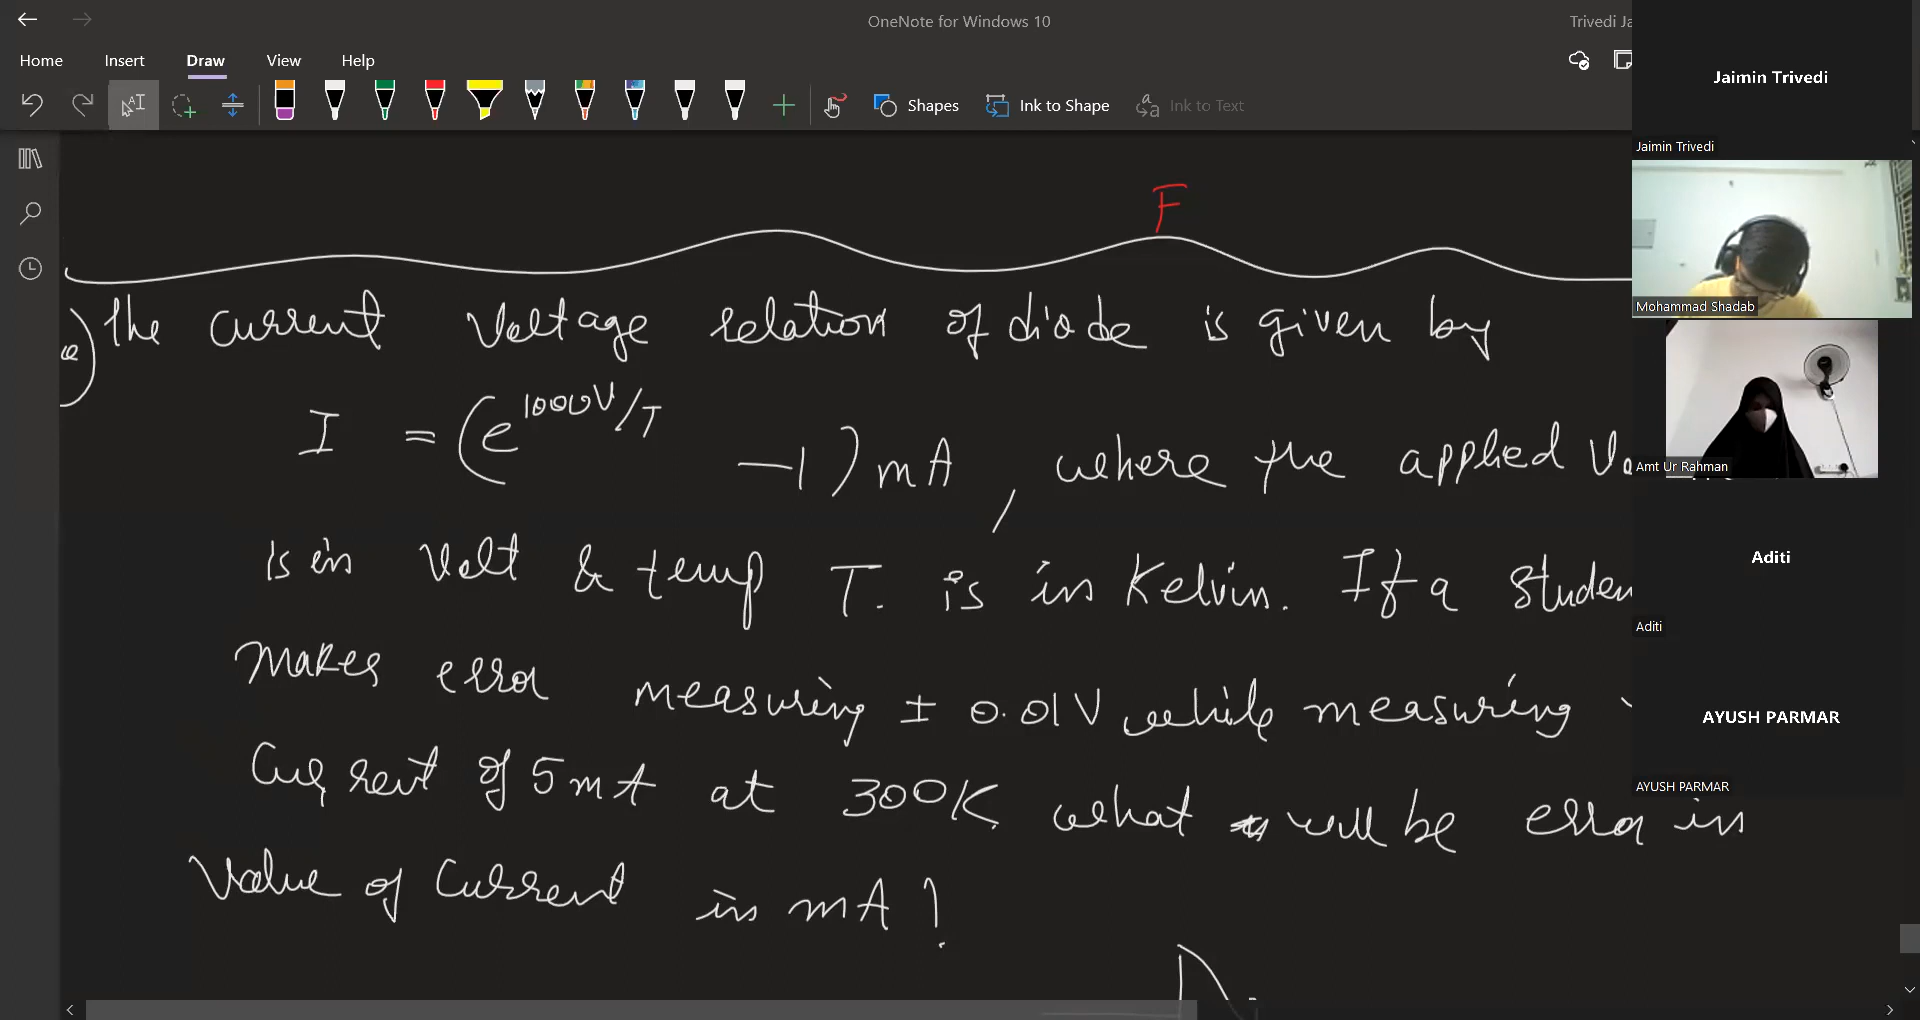 OneNote for Windows 10
Trivedi Ja
Home Insert Draw View Help
Shapes Ink to Shape Ink to Text
Jaimin Trivedi
Jaimin Trivedi
Mohammad Shadab
Amt Ur Rahman
Aditi
Aditi
AYUSH PARMAR
AYUSH PARMAR
F
the current Voltage relation of diode is given by
I = (e^1000V/T −1) mA, where the applied Vo
is in Volt & temp T. is in Kelvin. If a studen
makes error measuring ± 0.01V while measuring
Current of 5mA at 300K what will be error in
Value of Current in mA?